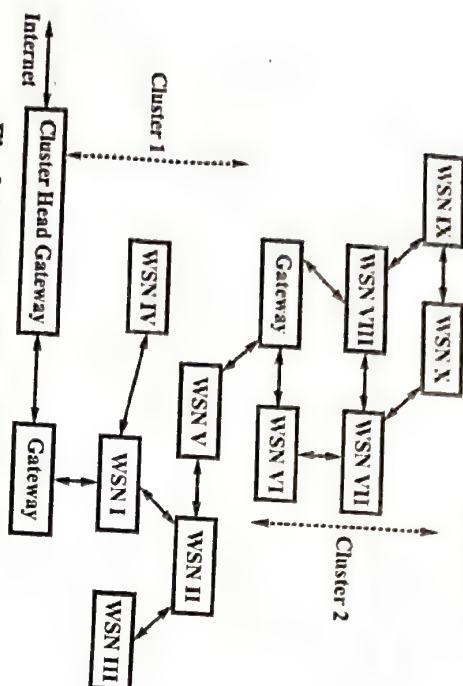 Internet
Cluster Head Gateway
Gateway
Cluster 1
WSN IV
WSN I
WSN III
WSN V
WSN II
Gateway
WSN VI
Cluster 2
WSN VIII
WSN VII
WSN IX
WSN X